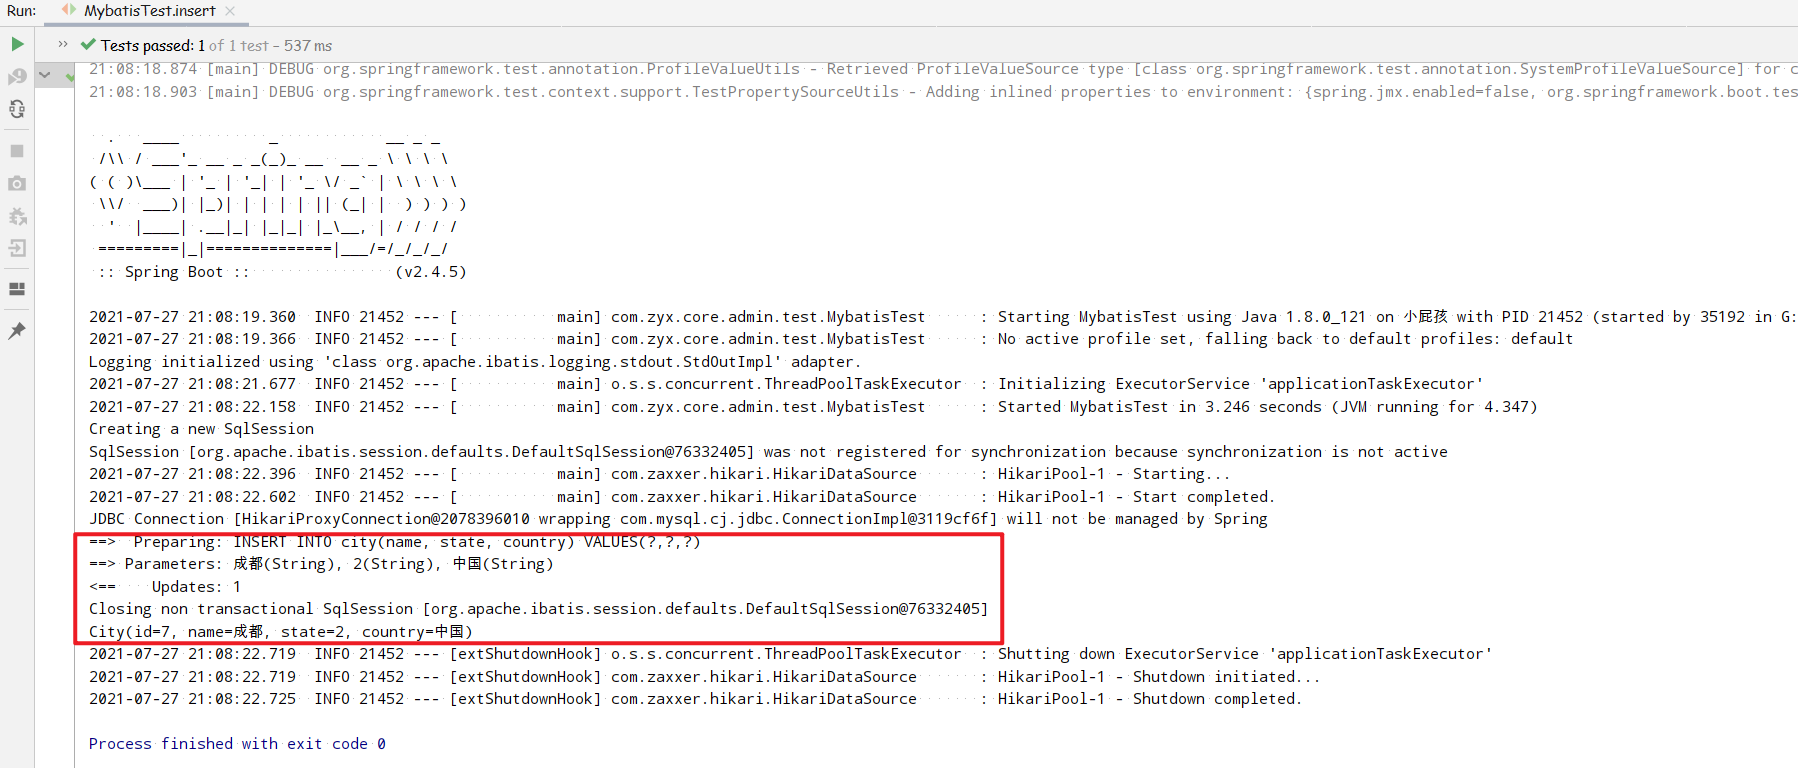 Run: MybatisTest.insert
Tests passed: 1 of 1 test - 537 ms
21:08:18.874 [main] DEBUG org.springframework.test.annotation.ProfileValueUtils - Retrieved ProfileValueSource type [class org.springframework.test.annotation.SystemProfileValueSource] for c
21:08:18.903 [main] DEBUG org.springframework.test.context.support.TestPropertySourceUtils - Adding inlined properties to environment: {spring.jmx.enabled=false, org.springframework.boot.tes
  .   ____          _            __ _ _
 /\\ / ___'_ __ _ _(_)_ __  __ _ \ \ \ \
( ( )\___ | '_ | '_| | '_ \/ _` | \ \ \ \
 \\/  ___)| |_)| | | | | || (_| |  ) ) ) )
  '  |____| .__|_| |_|_| |_\__, | / / / /
 =========|_|==============|___/=/_/_/_/
 :: Spring Boot ::                (v2.4.5)
2021-07-27 21:08:19.360  INFO 21452 --- [           main] com.zyx.core.admin.test.MybatisTest      : Starting MybatisTest using Java 1.8.0_121 on 小屁孩 with PID 21452 (started by 35192 in G:
2021-07-27 21:08:19.366  INFO 21452 --- [           main] com.zyx.core.admin.test.MybatisTest      : No active profile set, falling back to default profiles: default
Logging initialized using 'class org.apache.ibatis.logging.stdout.StdOutImpl' adapter.
2021-07-27 21:08:21.677  INFO 21452 --- [           main] o.s.s.concurrent.ThreadPoolTaskExecutor  : Initializing ExecutorService 'applicationTaskExecutor'
2021-07-27 21:08:22.158  INFO 21452 --- [           main] com.zyx.core.admin.test.MybatisTest      : Started MybatisTest in 3.246 seconds (JVM running for 4.347)
Creating a new SqlSession
SqlSession [org.apache.ibatis.session.defaults.DefaultSqlSession@76332405] was not registered for synchronization because synchronization is not active
2021-07-27 21:08:22.396  INFO 21452 --- [           main] com.zaxxer.hikari.HikariDataSource       : HikariPool-1 - Starting...
2021-07-27 21:08:22.602  INFO 21452 --- [           main] com.zaxxer.hikari.HikariDataSource       : HikariPool-1 - Start completed.
JDBC Connection [HikariProxyConnection@2078396010 wrapping com.mysql.cj.jdbc.ConnectionImpl@3119cf6f] will not be managed by Spring
==>  Preparing: INSERT INTO city(name, state, country) VALUES(?,?,?)
==> Parameters: 成都(String), 2(String), 中国(String)
<==    Updates: 1
Closing non transactional SqlSession [org.apache.ibatis.session.defaults.DefaultSqlSession@76332405]
City(id=7, name=成都, state=2, country=中国)
2021-07-27 21:08:22.719  INFO 21452 --- [extShutdownHook] o.s.s.concurrent.ThreadPoolTaskExecutor  : Shutting down ExecutorService 'applicationTaskExecutor'
2021-07-27 21:08:22.719  INFO 21452 --- [extShutdownHook] com.zaxxer.hikari.HikariDataSource       : HikariPool-1 - Shutdown initiated...
2021-07-27 21:08:22.725  INFO 21452 --- [extShutdownHook] com.zaxxer.hikari.HikariDataSource       : HikariPool-1 - Shutdown completed.
Process finished with exit code 0